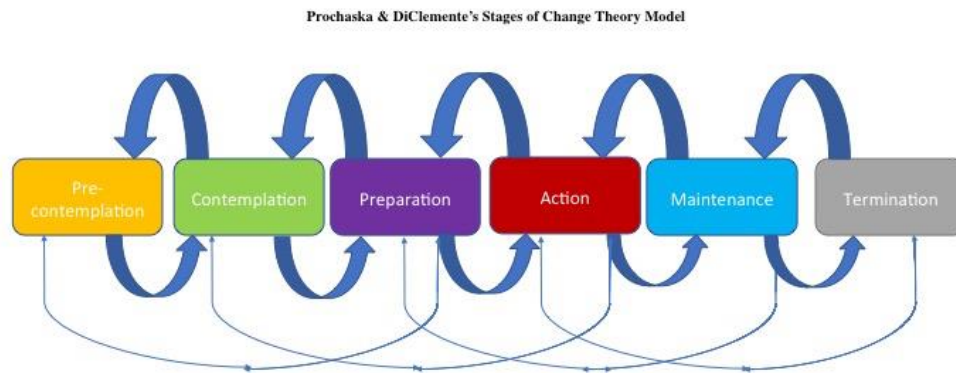 Prochaska & DiClemente's Stages of Change Theory Model
Pre-
contemplation
Contemplation
Preparation
Action
Maintenance
Termination